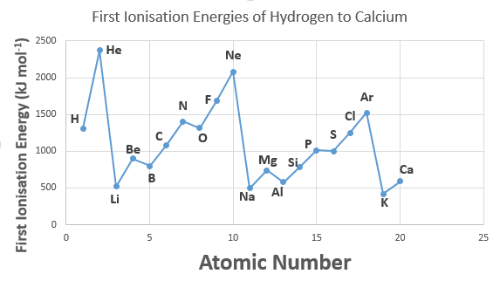 First Ionisation Energies of Hydrogen to Calcium
First Ionisation Energy (kJ mol⁻¹)
2500
2000
1500
1000
500
0
H
He
Li
Be
B
C
N
O
F
Ne
Na
Mg
Al
Si
P
S
Cl
Ar
K
Ca
0 5 10 15 20 25
Atomic Number